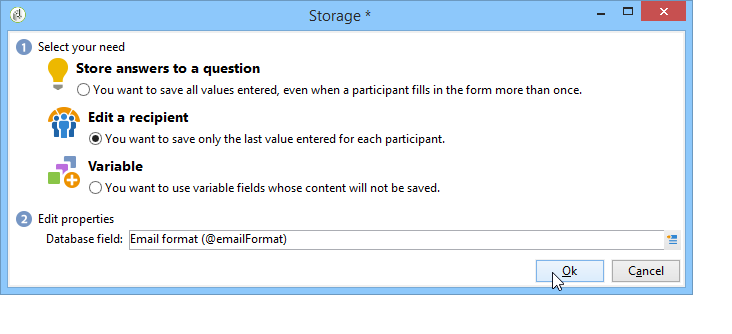 Storage *
1 Select your need
Store answers to a question
You want to save all values entered, even when a participant fills in the form more than once.
Edit a recipient
You want to save only the last value entered for each participant.
Variable
You want to use variable fields whose content will not be saved.
2 Edit properties
Database field: Email format (@emailFormat)
Ok Cancel